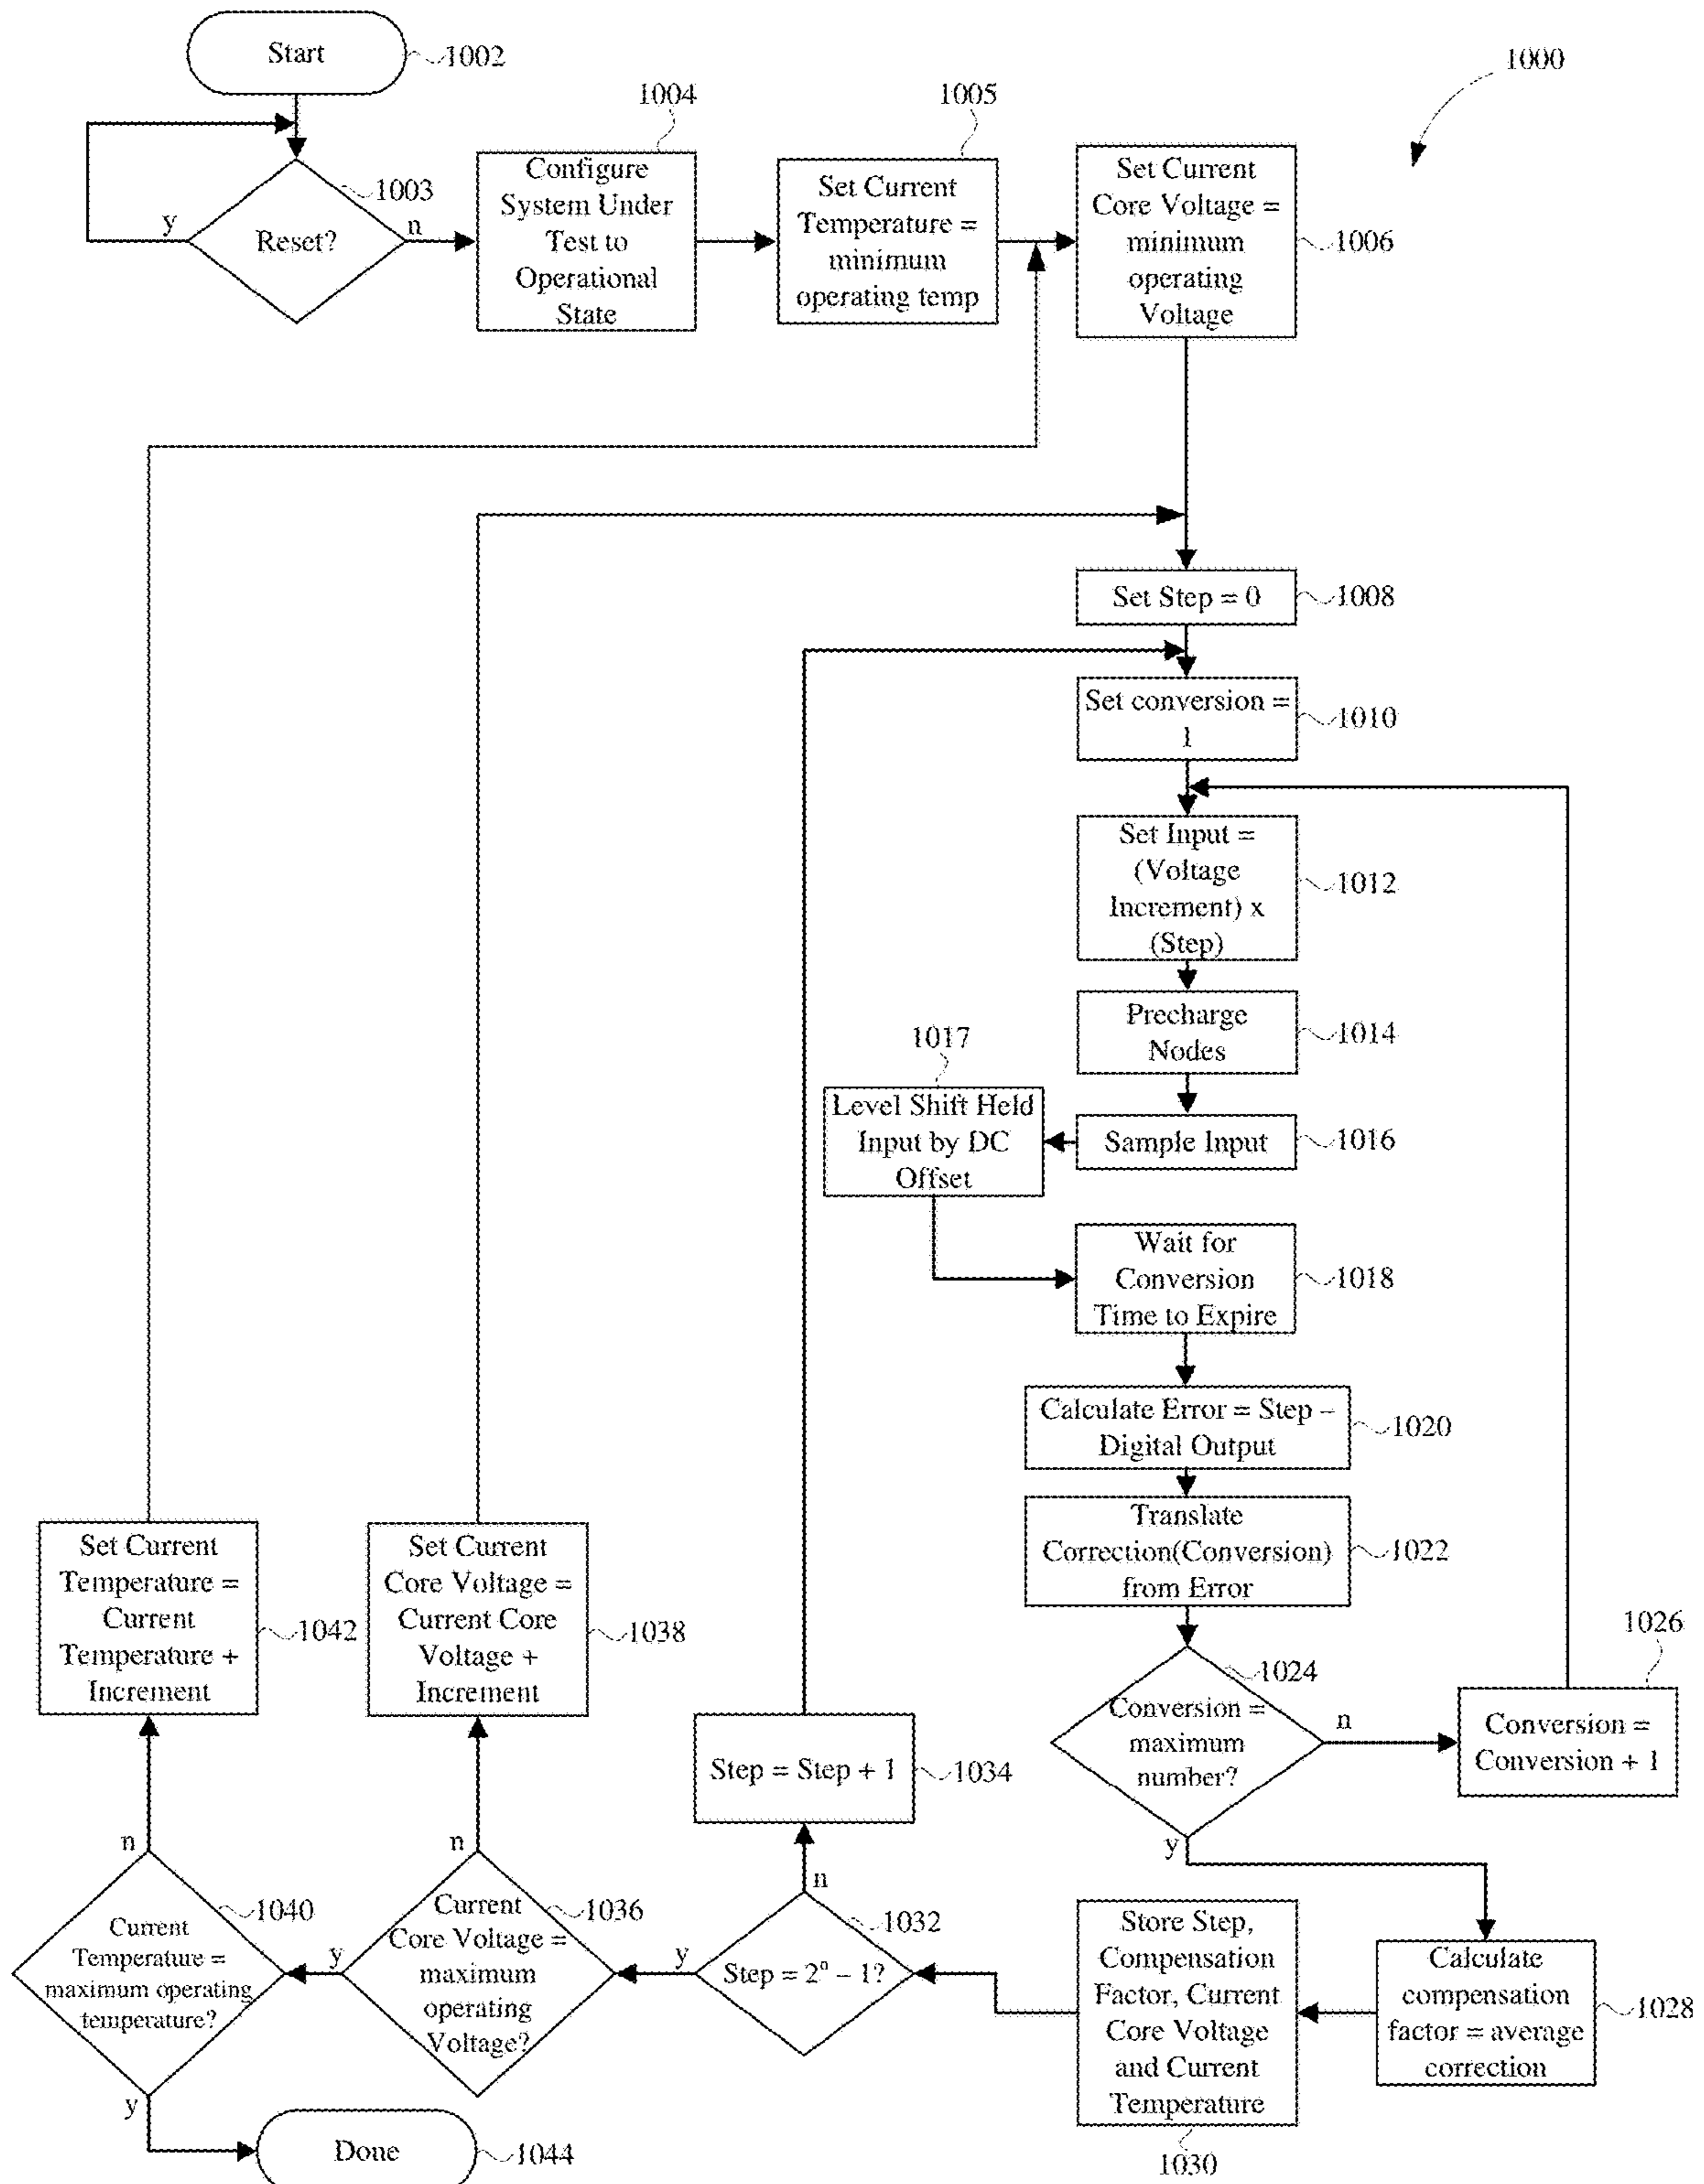 Start
1002
1000
1004
1005
Configure
System Under
Test to
Operational
State
Set Current
Temperature =
minimum
operating temp
Set Current
Core Voltage =
minimum
operating
Voltage
1006
1003
y
Reset?
n
Set Step = 0
1008
Set conversion =
1
1010
Set Input =
(Voltage
Increment) x
(Step)
1012
Precharge
Nodes
1014
1017
Level Shift Held
Input by DC
Offset
Sample Input
1016
Wait for
Conversion
Time to Expire
1018
Calculate Error = Step –
Digital Output
1020
Translate
Correction(Conversion)
from Error
1022
Set Current
Temperature =
Current
Temperature +
Increment
1042
Set Current
Core Voltage =
Current Core
Voltage +
Increment
1038
1024
Conversion =
maximum
number?
n
y
1026
Conversion =
Conversion + 1
Step = Step + 1
1034
n
n
n
1040
Current
Temperature =
maximum operating
temperature?
y
1036
Current
Core Voltage =
maximum
operating
Voltage?
y
1032
Step = 2ⁿ – 1?
Store Step,
Compensation
Factor, Current
Core Voltage
and Current
Temperature
1030
Calculate
compensation
factor = average
correction
1028
y
Done
1044